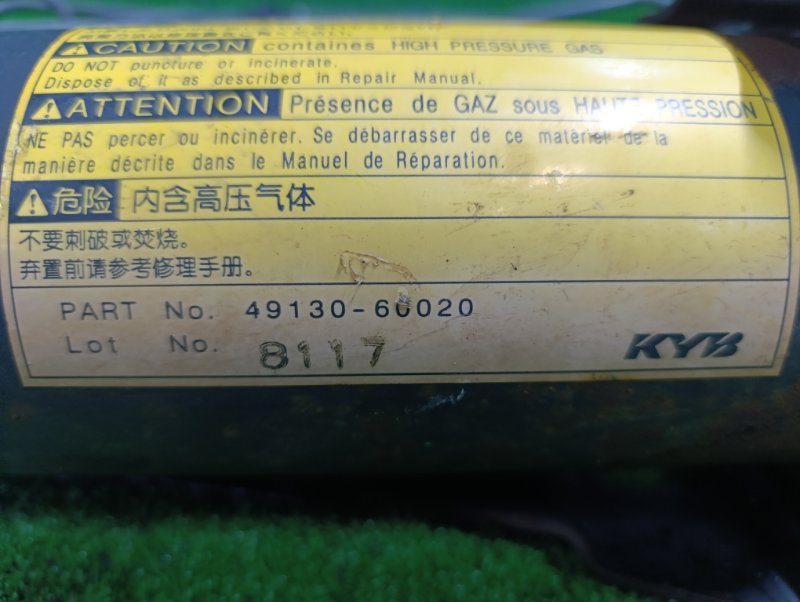 ⚠CAUTION containes HIGH PRESSURE GAS
DO NOT puncture or incinerate.
Dispose of it as described in Repair Manual.
⚠ATTENTION Présence de GAZ sous HAUTE PRESSION
NE PAS percer ou incinérer. Se débarrasser de ce matériel de la
manière décrite dans le Manuel de Réparation.
⚠危险 内含高压气体
不要刺破或焚烧。
弃置前请参考修理手册。
PART No. 49130-60020
Lot No. 8117
KYB